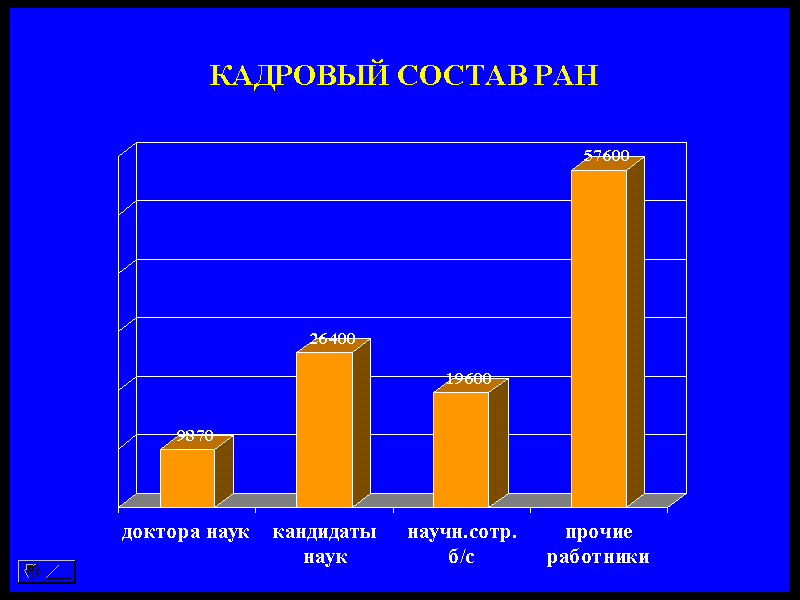 КАДРОВЫЙ СОСТАВ РАН
57600
26400
19600
9870
доктора наук
кандидаты
наук
научн.сотр.
б/с
прочие
работники